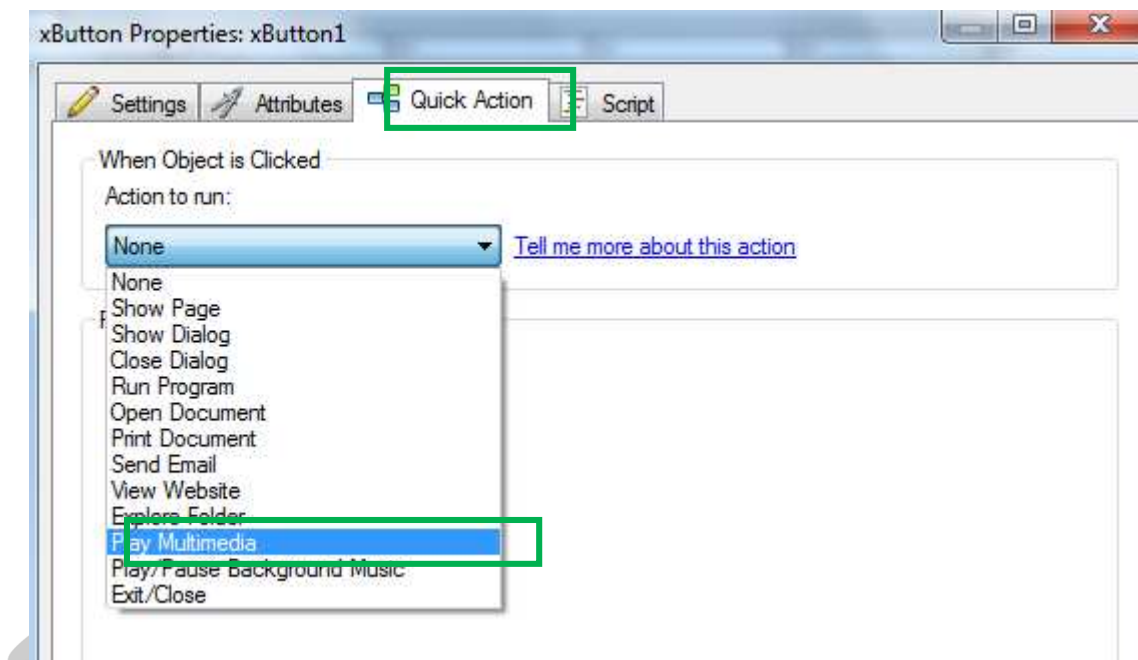 xButton Properties: xButton1
Settings Attributes Quick Action Script
When Object is Clicked
Action to run:
None Tell me more about this action
None
Show Page
Show Dialog
Close Dialog
Run Program
Open Document
Print Document
Send Email
View Website
Explore Folder
Play Multimedia
Play/Pause Background Music
Exit/Close